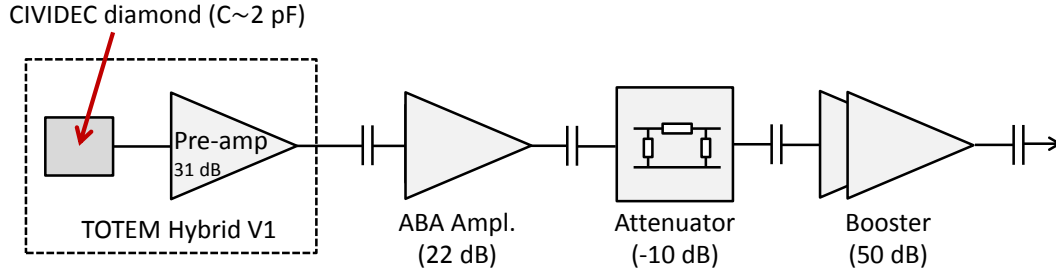 CIVIDEC diamond (C~2 pF)
Pre-amp
31 dB
TOTEM Hybrid V1
ABA Ampl.
(22 dB)
Attenuator
(-10 dB)
Booster
(50 dB)